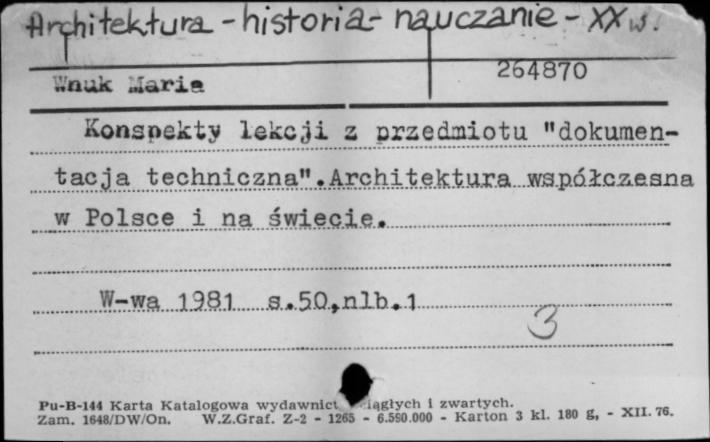 Architektura - historia - nauczanie - XX w.
Wnuk Maria 264870
Konspekty lekcji z przedmiotu "dokumen-
tacja techniczna".Architektura współczesna
w Polsce i na świecie.
W-wa 1981 s.50,nlb.1
3
Pu-B-144 Karta Katalogowa wydawnict iągłych i zwartych.
Zam. 1648/DW/On. W.Z.Graf. Z-2 - 1265 - 6.590.000 - Karton 3 kl. 180 g, - XII. 76.